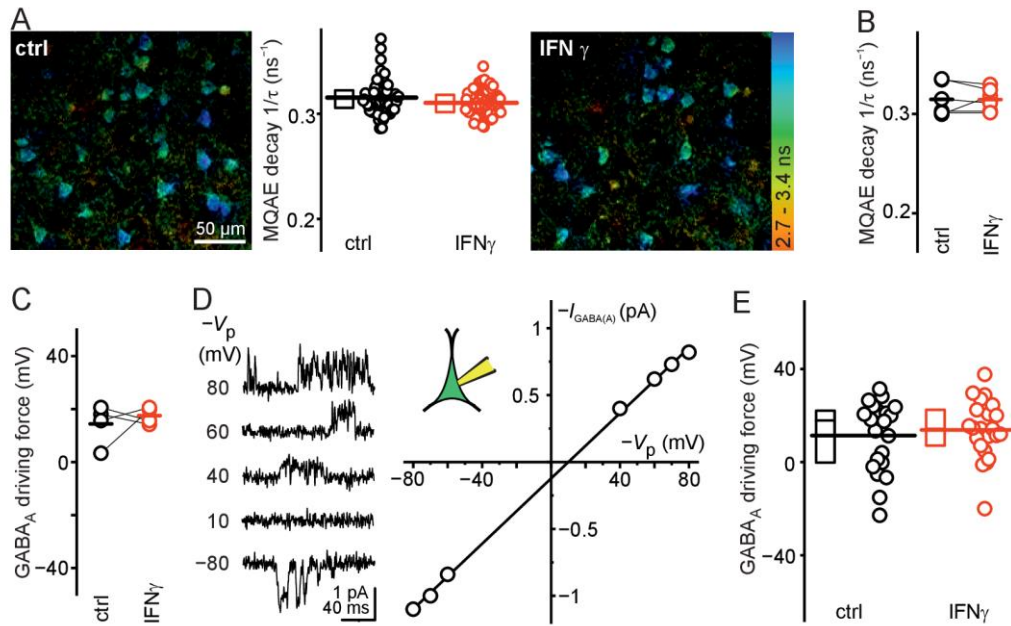 A
ctrl
50 µm
MQAE decay 1/τ (ns⁻¹)
0.3
0.2
ctrl
IFNγ
IFN γ
2.7 - 3.4 ns
B
MQAE decay 1/τ (ns⁻¹)
0.3
0.2
ctrl
IFNγ
C
GABA_A driving force (mV)
40
0
−40
ctrl
IFNγ
D
−V_p
(mV)
80
60
40
10
−80
1 pA
40 ms
−I_GABA(A) (pA)
1
0.5
−V_p (mV)
−80
−40
40
80
−0.5
−1
E
GABA_A driving force (mV)
40
0
−40
ctrl
IFNγ